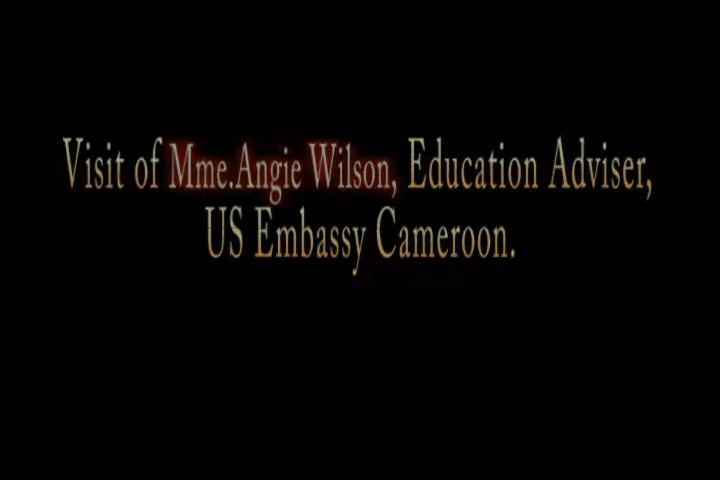 Visit of Mme.Angie Wilson, Education Adviser,
US Embassy Cameroon.